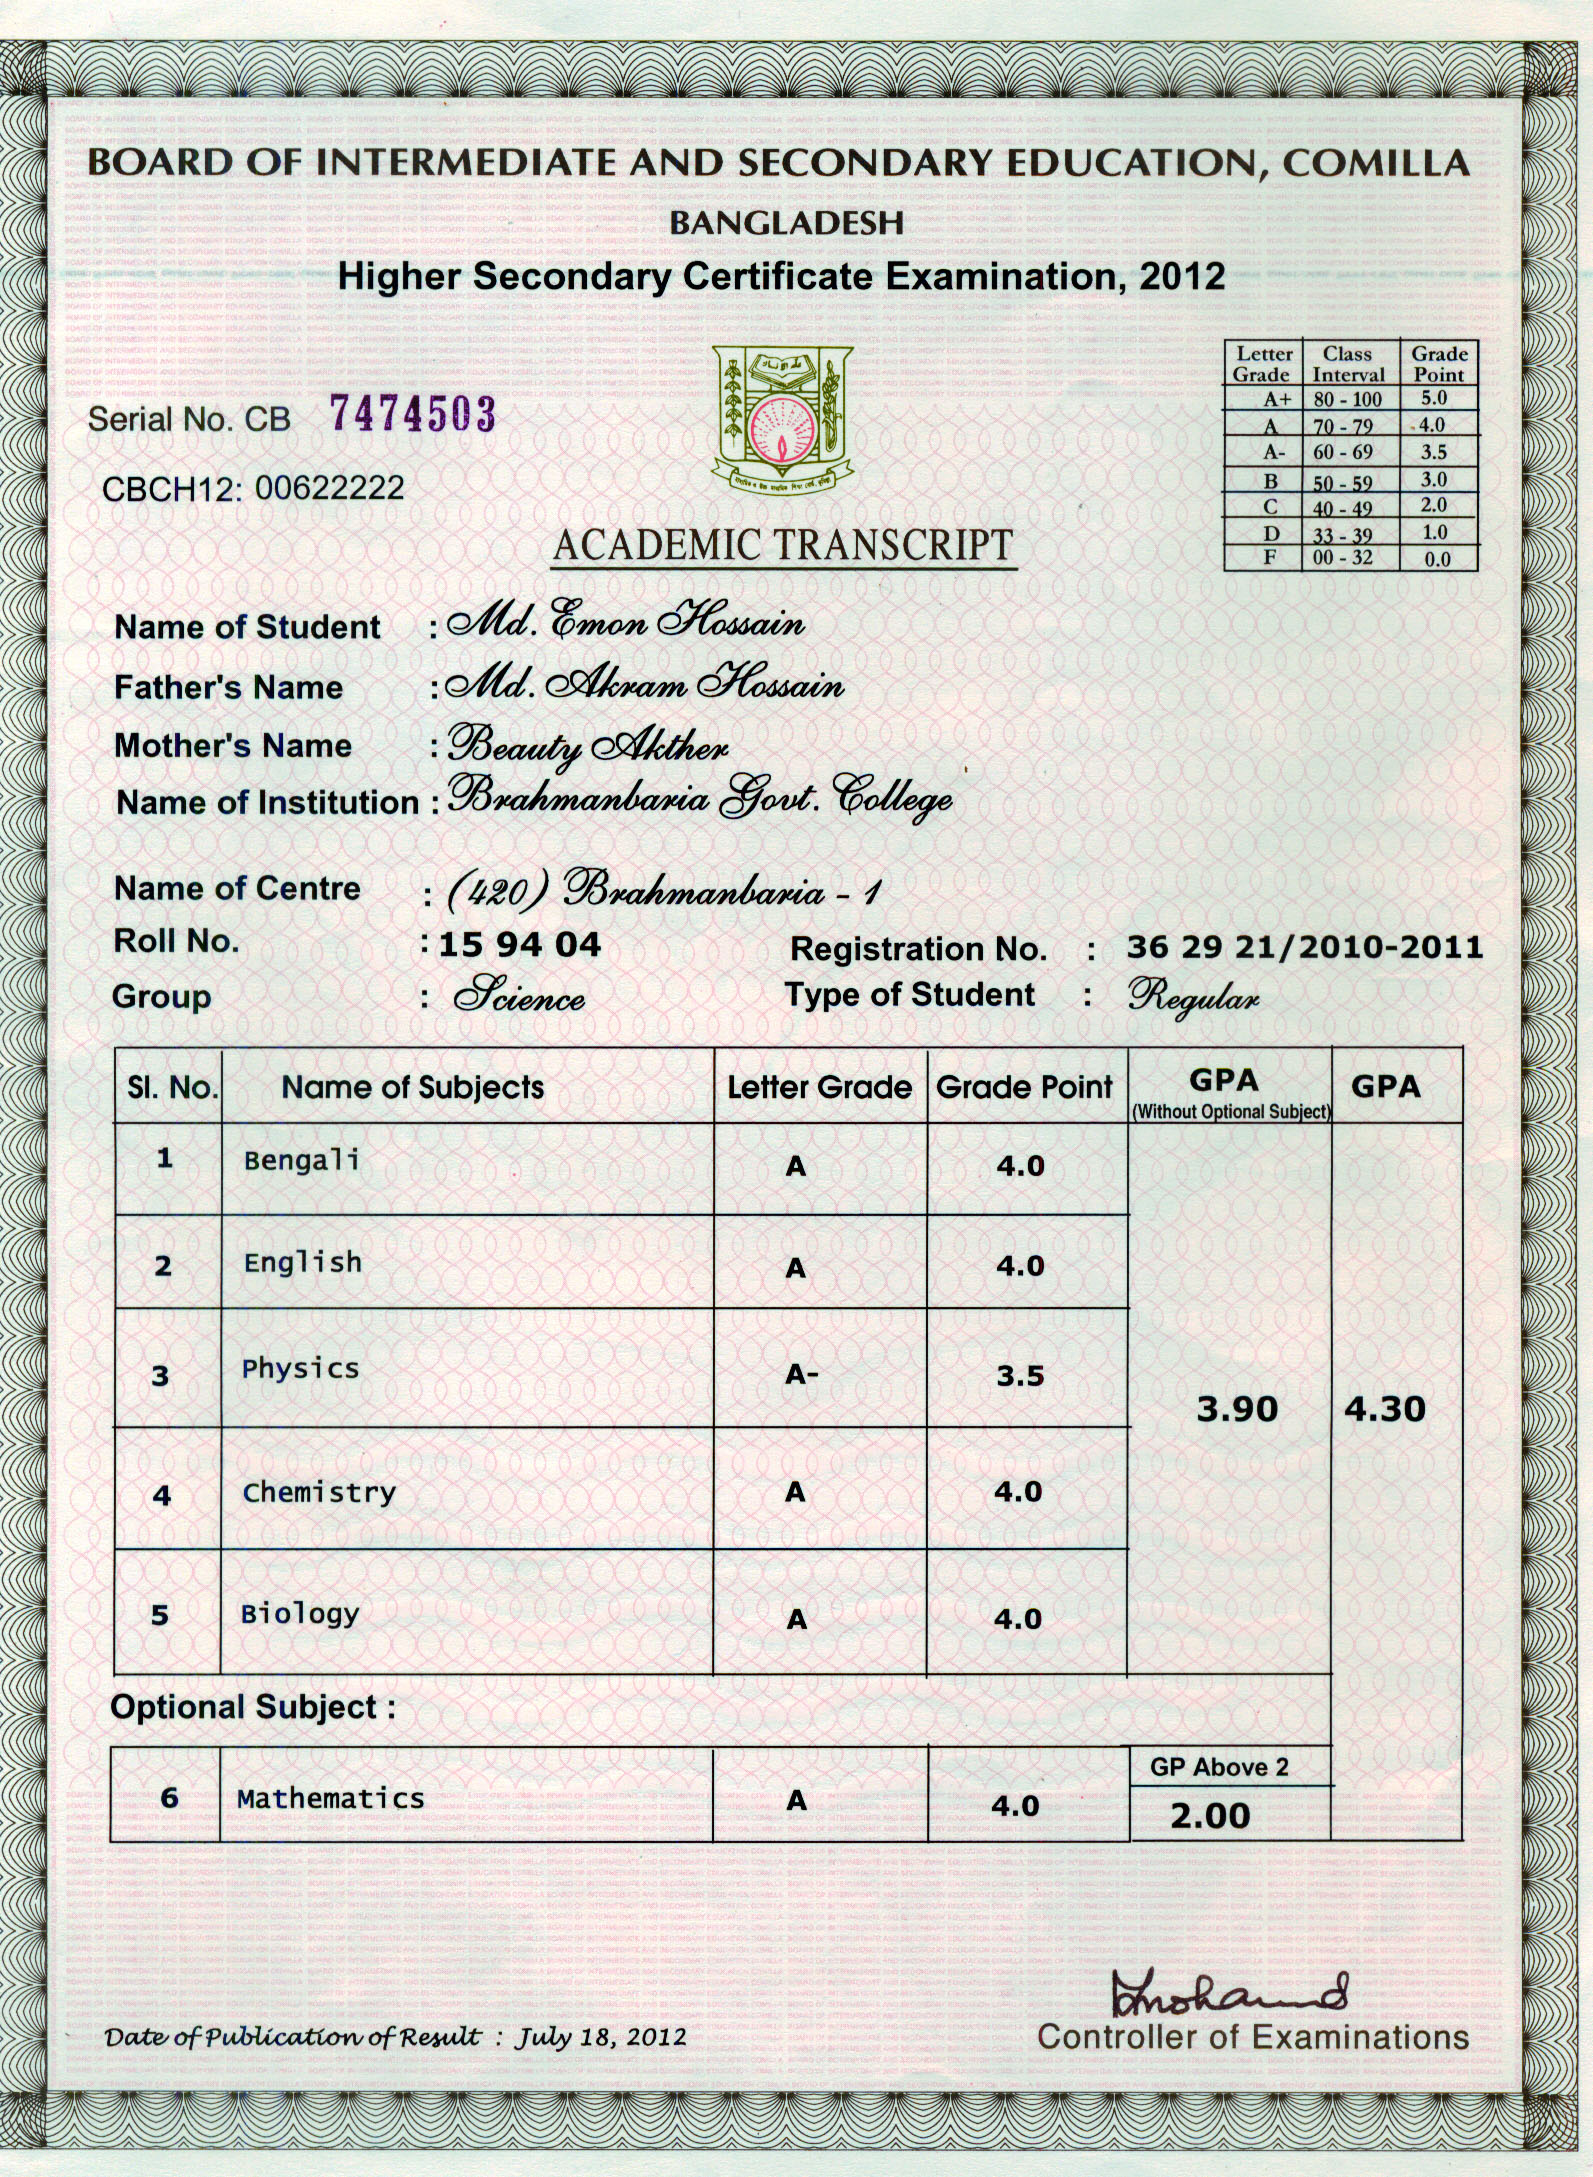 BOARD OF INTERMEDIATE AND SECONDARY EDUCATION, COMILLA
BANGLADESH
Higher Secondary Certificate Examination, 2012
Letter Grade Class Interval Grade Point
A+ 80 - 100 5.0
A 70 - 79 4.0
A- 60 - 69 3.5
B 50 - 59 3.0
C 40 - 49 2.0
D 33 - 39 1.0
F 00 - 32 0.0
Serial No. CB 7474503
CBCH12: 00622222
ACADEMIC TRANSCRIPT
Name of Student : Md. Emon Hossain
Father's Name : Md. Akram Hossain
Mother's Name : Beauty Akther
Name of Institution : Brahmanbaria Govt. College
Name of Centre : (420) Brahmanbaria - 1
Roll No. : 15 94 04 Registration No. : 36 29 21/2010-2011
Group : Science Type of Student : Regular
Sl. No. Name of Subjects Letter Grade Grade Point GPA (Without Optional Subject) GPA
1 Bengali A 4.0
2 English A 4.0
3 Physics A- 3.5
3.90 4.30
4 Chemistry A 4.0
5 Biology A 4.0
Optional Subject :
GP Above 2
6 Mathematics A 4.0 2.00
Date of Publication of Result : July 18, 2012
Controller of Examinations